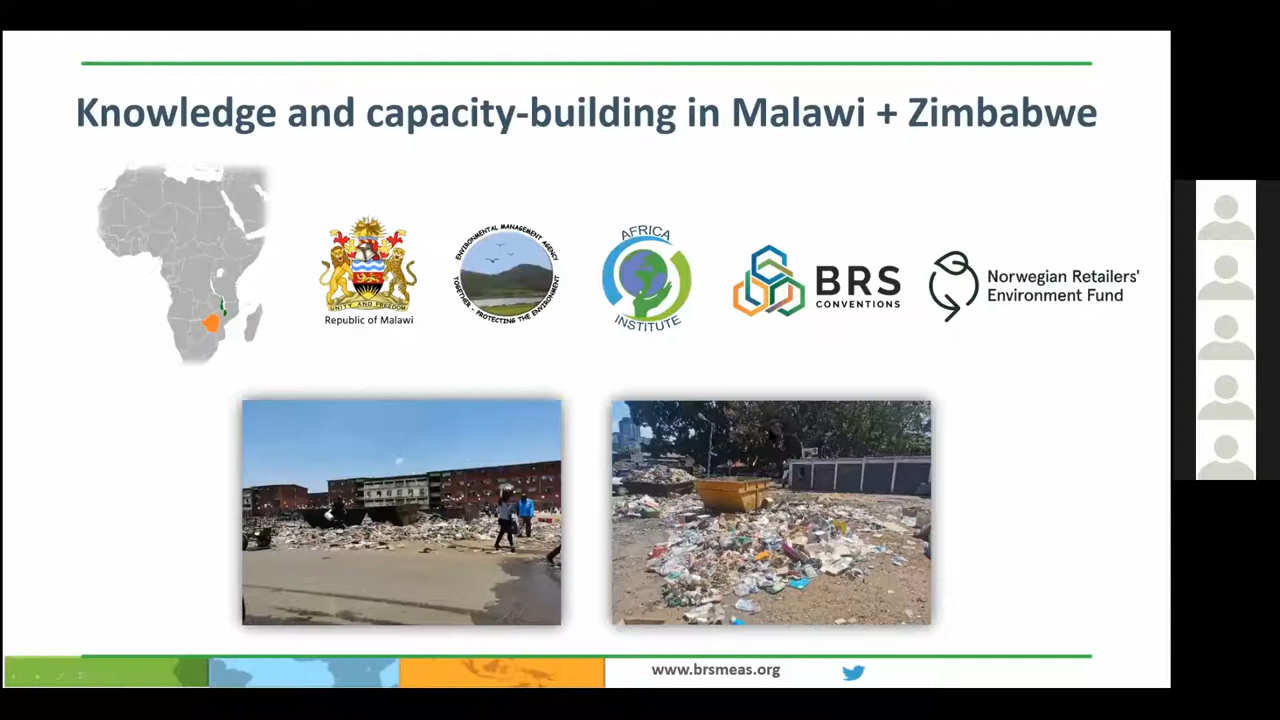 Knowledge and capacity-building in Malawi + Zimbabwe
UNITY AND FREEDOM
Republic of Malawi
ENVIRONMENTAL MANAGEMENT AGENCY
TOGETHER - PROTECTING THE ENVIRONMENT
AFRICA
INSTITUTE
BRS
CONVENTIONS
Norwegian Retailers'
Environment Fund
www.brsmeas.org